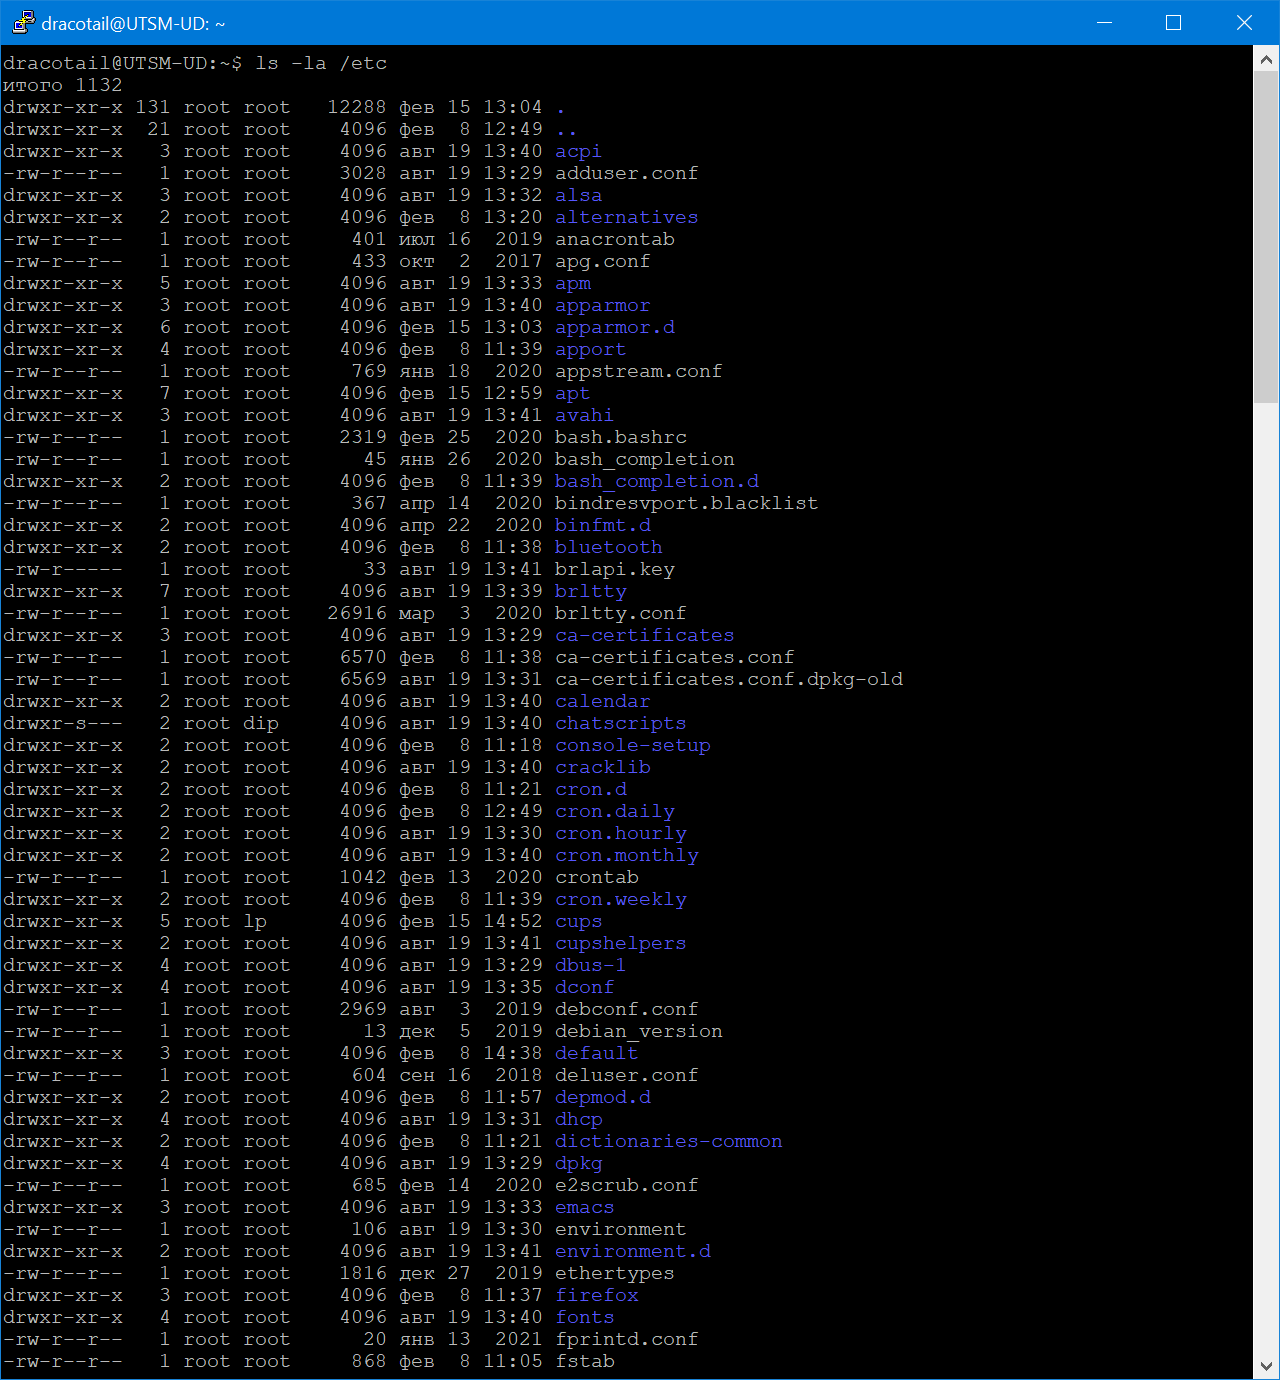 dracotail@UTSM-UD: ~
dracotail@UTSM-UD:~$ ls -la /etc
итого 1132
drwxr-xr-x 131 root root   12288 фев 15 13:04 .
drwxr-xr-x  21 root root    4096 фев  8 12:49 ..
drwxr-xr-x   3 root root    4096 авг 19 13:40 acpi
-rw-r--r--   1 root root    3028 авг 19 13:29 adduser.conf
drwxr-xr-x   3 root root    4096 авг 19 13:32 alsa
drwxr-xr-x   2 root root    4096 фев  8 13:20 alternatives
-rw-r--r--   1 root root     401 июл 16  2019 anacrontab
-rw-r--r--   1 root root     433 окт  2  2017 apg.conf
drwxr-xr-x   5 root root    4096 авг 19 13:33 apm
drwxr-xr-x   3 root root    4096 авг 19 13:40 apparmor
drwxr-xr-x   6 root root    4096 фев 15 13:03 apparmor.d
drwxr-xr-x   4 root root    4096 фев  8 11:39 apport
-rw-r--r--   1 root root     769 янв 18  2020 appstream.conf
drwxr-xr-x   7 root root    4096 фев 15 12:59 apt
drwxr-xr-x   3 root root    4096 авг 19 13:41 avahi
-rw-r--r--   1 root root    2319 фев 25  2020 bash.bashrc
-rw-r--r--   1 root root      45 янв 26  2020 bash_completion
drwxr-xr-x   2 root root    4096 фев  8 11:39 bash_completion.d
-rw-r--r--   1 root root     367 апр 14  2020 bindresvport.blacklist
drwxr-xr-x   2 root root    4096 апр 22  2020 binfmt.d
drwxr-xr-x   2 root root    4096 фев  8 11:38 bluetooth
-rw-r-----   1 root root      33 авг 19 13:41 brlapi.key
drwxr-xr-x   7 root root    4096 авг 19 13:39 brltty
-rw-r--r--   1 root root   26916 мар  3  2020 brltty.conf
drwxr-xr-x   3 root root    4096 авг 19 13:29 ca-certificates
-rw-r--r--   1 root root    6570 фев  8 11:38 ca-certificates.conf
-rw-r--r--   1 root root    6569 авг 19 13:31 ca-certificates.conf.dpkg-old
drwxr-xr-x   2 root root    4096 авг 19 13:40 calendar
drwxr-s---   2 root dip     4096 авг 19 13:40 chatscripts
drwxr-xr-x   2 root root    4096 фев  8 11:18 console-setup
drwxr-xr-x   2 root root    4096 авг 19 13:40 cracklib
drwxr-xr-x   2 root root    4096 фев  8 11:21 cron.d
drwxr-xr-x   2 root root    4096 фев  8 12:49 cron.daily
drwxr-xr-x   2 root root    4096 авг 19 13:30 cron.hourly
drwxr-xr-x   2 root root    4096 авг 19 13:40 cron.monthly
-rw-r--r--   1 root root    1042 фев 13  2020 crontab
drwxr-xr-x   2 root root    4096 фев  8 11:39 cron.weekly
drwxr-xr-x   5 root lp      4096 фев 15 14:52 cups
drwxr-xr-x   2 root root    4096 авг 19 13:41 cupshelpers
drwxr-xr-x   4 root root    4096 авг 19 13:29 dbus-1
drwxr-xr-x   4 root root    4096 авг 19 13:35 dconf
-rw-r--r--   1 root root    2969 авг  3  2019 debconf.conf
-rw-r--r--   1 root root      13 дек  5  2019 debian_version
drwxr-xr-x   3 root root    4096 фев  8 14:38 default
-rw-r--r--   1 root root     604 сен 16  2018 deluser.conf
drwxr-xr-x   2 root root    4096 фев  8 11:57 depmod.d
drwxr-xr-x   4 root root    4096 авг 19 13:31 dhcp
drwxr-xr-x   2 root root    4096 фев  8 11:21 dictionaries-common
drwxr-xr-x   4 root root    4096 авг 19 13:29 dpkg
-rw-r--r--   1 root root     685 фев 14  2020 e2scrub.conf
drwxr-xr-x   3 root root    4096 авг 19 13:33 emacs
-rw-r--r--   1 root root     106 авг 19 13:30 environment
drwxr-xr-x   2 root root    4096 авг 19 13:41 environment.d
-rw-r--r--   1 root root    1816 дек 27  2019 ethertypes
drwxr-xr-x   3 root root    4096 фев  8 11:37 firefox
drwxr-xr-x   4 root root    4096 авг 19 13:40 fonts
-rw-r--r--   1 root root      20 янв 13  2021 fprintd.conf
-rw-r--r--   1 root root     868 фев  8 11:05 fstab